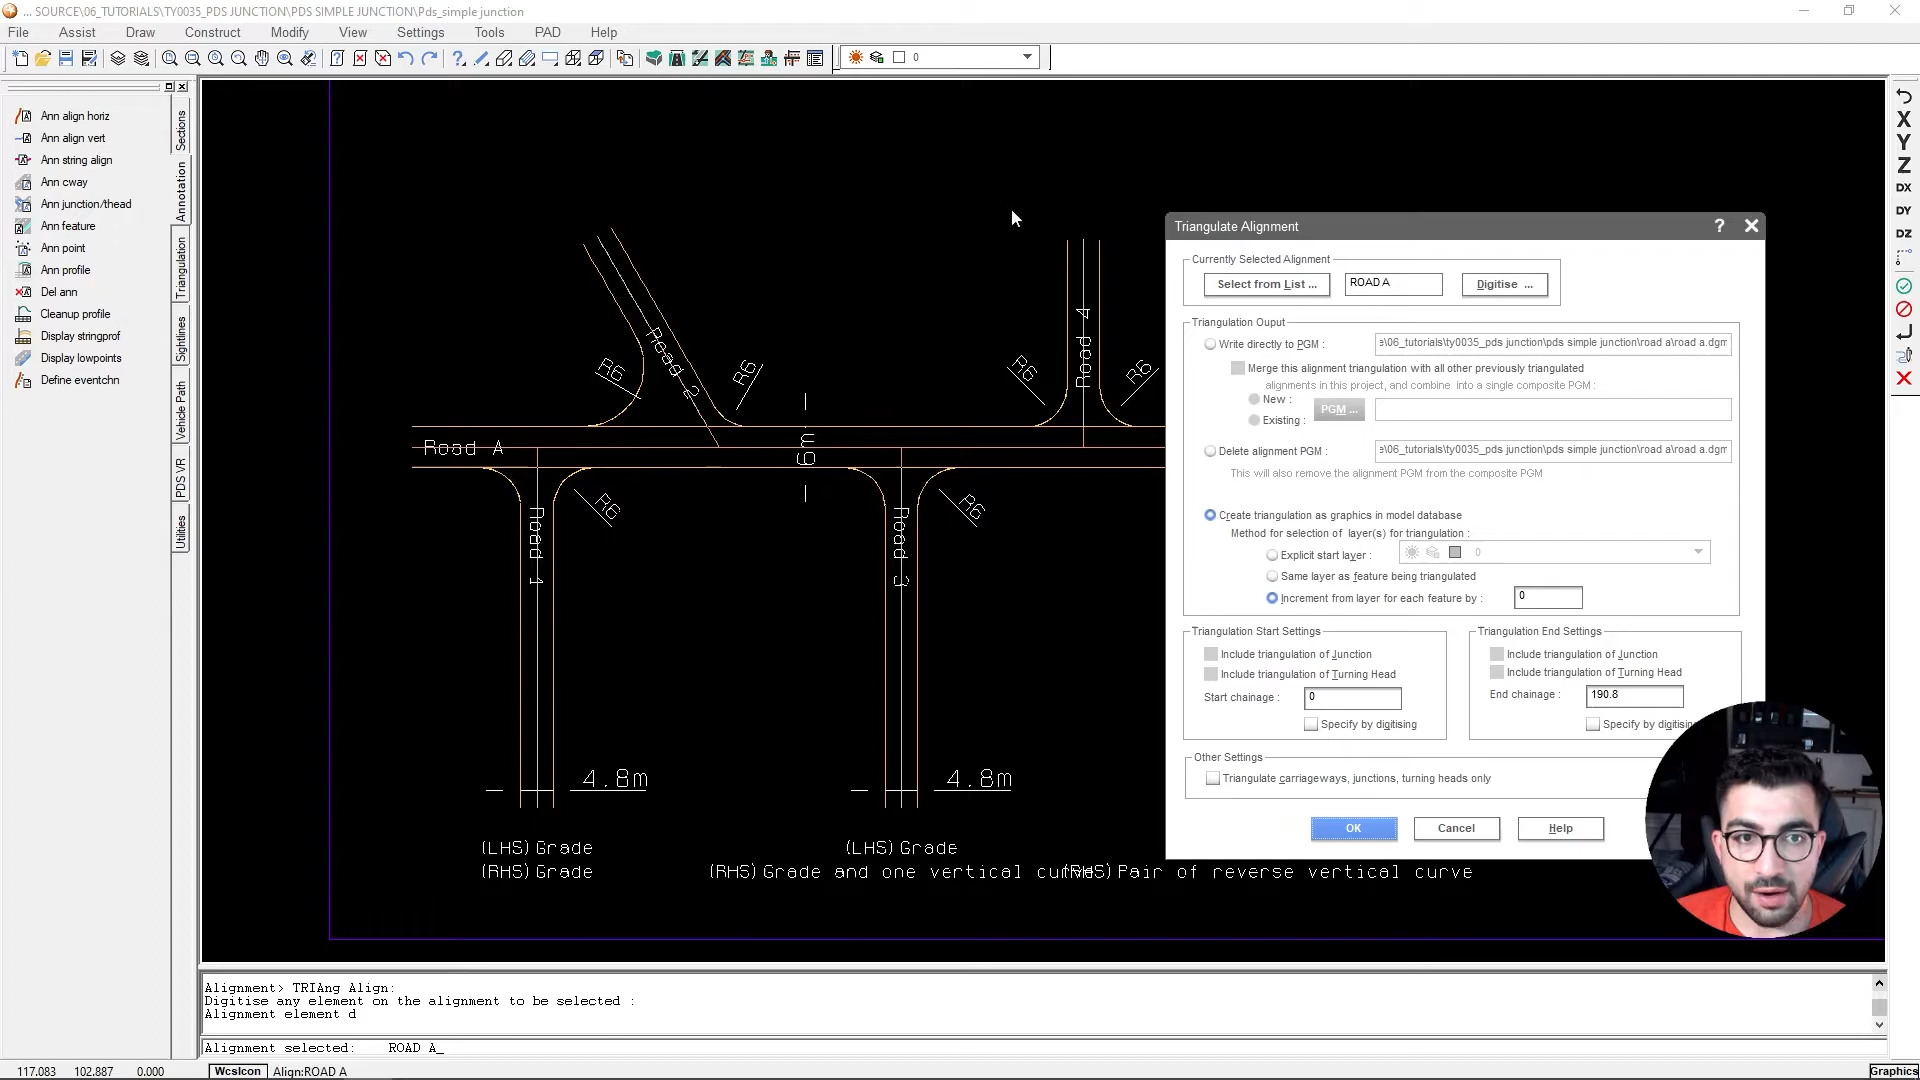 ... SOURCE\06_TUTORIALS\TY0035_PDS JUNCTION\PDS SIMPLE JUNCTION\Pds_simple junction
File Assist Draw Construct Modify View Settings Tools PAD Help
0
Ann align horiz
Ann align vert
Ann string align
Ann cway
Ann junction/thead
Ann feature
Ann point
Ann profile
Del ann
Cleanup profile
Display stringprof
Display lowpoints
Define eventchn
Sections
Annotation
Triangulation
Sightlines
Vehicle Path
PDS VR
Utilities
Road 2
R6
R6
Road 4
R6
R6
Road A
6m
Road 1
R6
Road 3
R6
4.8m
4.8m
(LHS)Grade
(LHS)Grade
(RHS)Grade
(RHS)Grade and one vertical curve
(RHS)Pair of reverse vertical curve
Triangulate Alignment
?
Currently Selected Alignment
Select from List ...
ROAD A
Digitise ...
Triangulation Ouput
Write directly to PGM :
e\06_tutorials\ty0035_pds junction\pds simple junction\road a\road a.dgm
Merge this alignment triangulation with all other previously triangulated
alignments in this project, and combine into a single composite PGM :
New :
Existing :
PGM ...
Delete alignment PGM :
e\06_tutorials\ty0035_pds junction\pds simple junction\road a\road a.dgm
This will also remove the alignment PGM from the composite PGM
Create triangulation as graphics in model database
Method for selection of layer(s) for triangulation :
Explicit start layer :
0
Same layer as feature being triangulated
Increment from layer for each feature by :
0
Triangulation Start Settings
Include triangulation of Junction
Include triangulation of Turning Head
Start chainage :
0
Specify by digitising
Triangulation End Settings
Include triangulation of Junction
Include triangulation of Turning Head
End chainage :
190.8
Specify by digitisin
Other Settings
Triangulate carriageways, junctions, turning heads only
OK
Cancel
Help
X
Y
Z
DX
DY
DZ
Alignment> TRIAng Align:
Digitise any element on the alignment to be selected :
Alignment element d
Alignment selected: ROAD A_
117.083 102.887 0.000 WcsIcon Align:ROAD A
Graphics